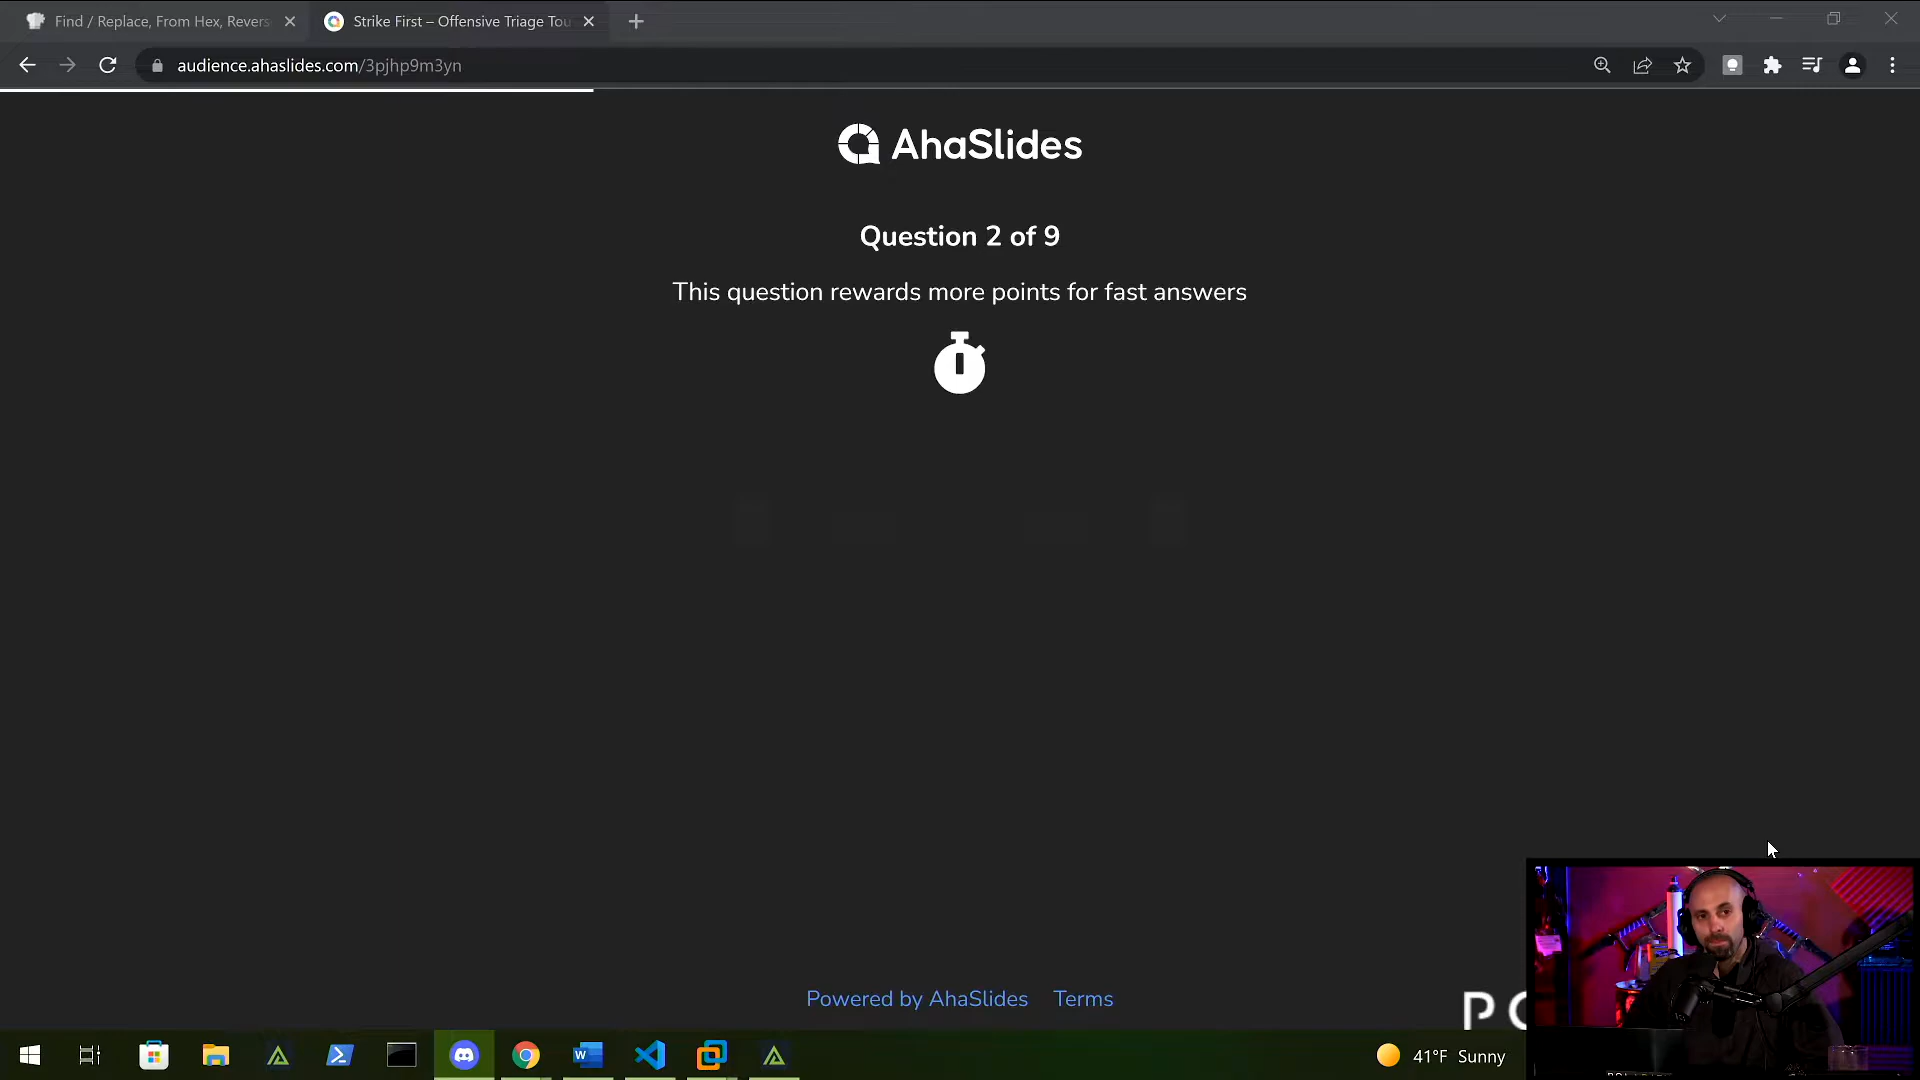 Find / Replace, From Hex, Revers
Strike First – Offensive Triage Tou
audience.ahaslides.com/3pjhp9m3yn
AhaSlides
Question 2 of 9
This question rewards more points for fast answers
Powered by AhaSlides Terms
PO
41°F Sunny